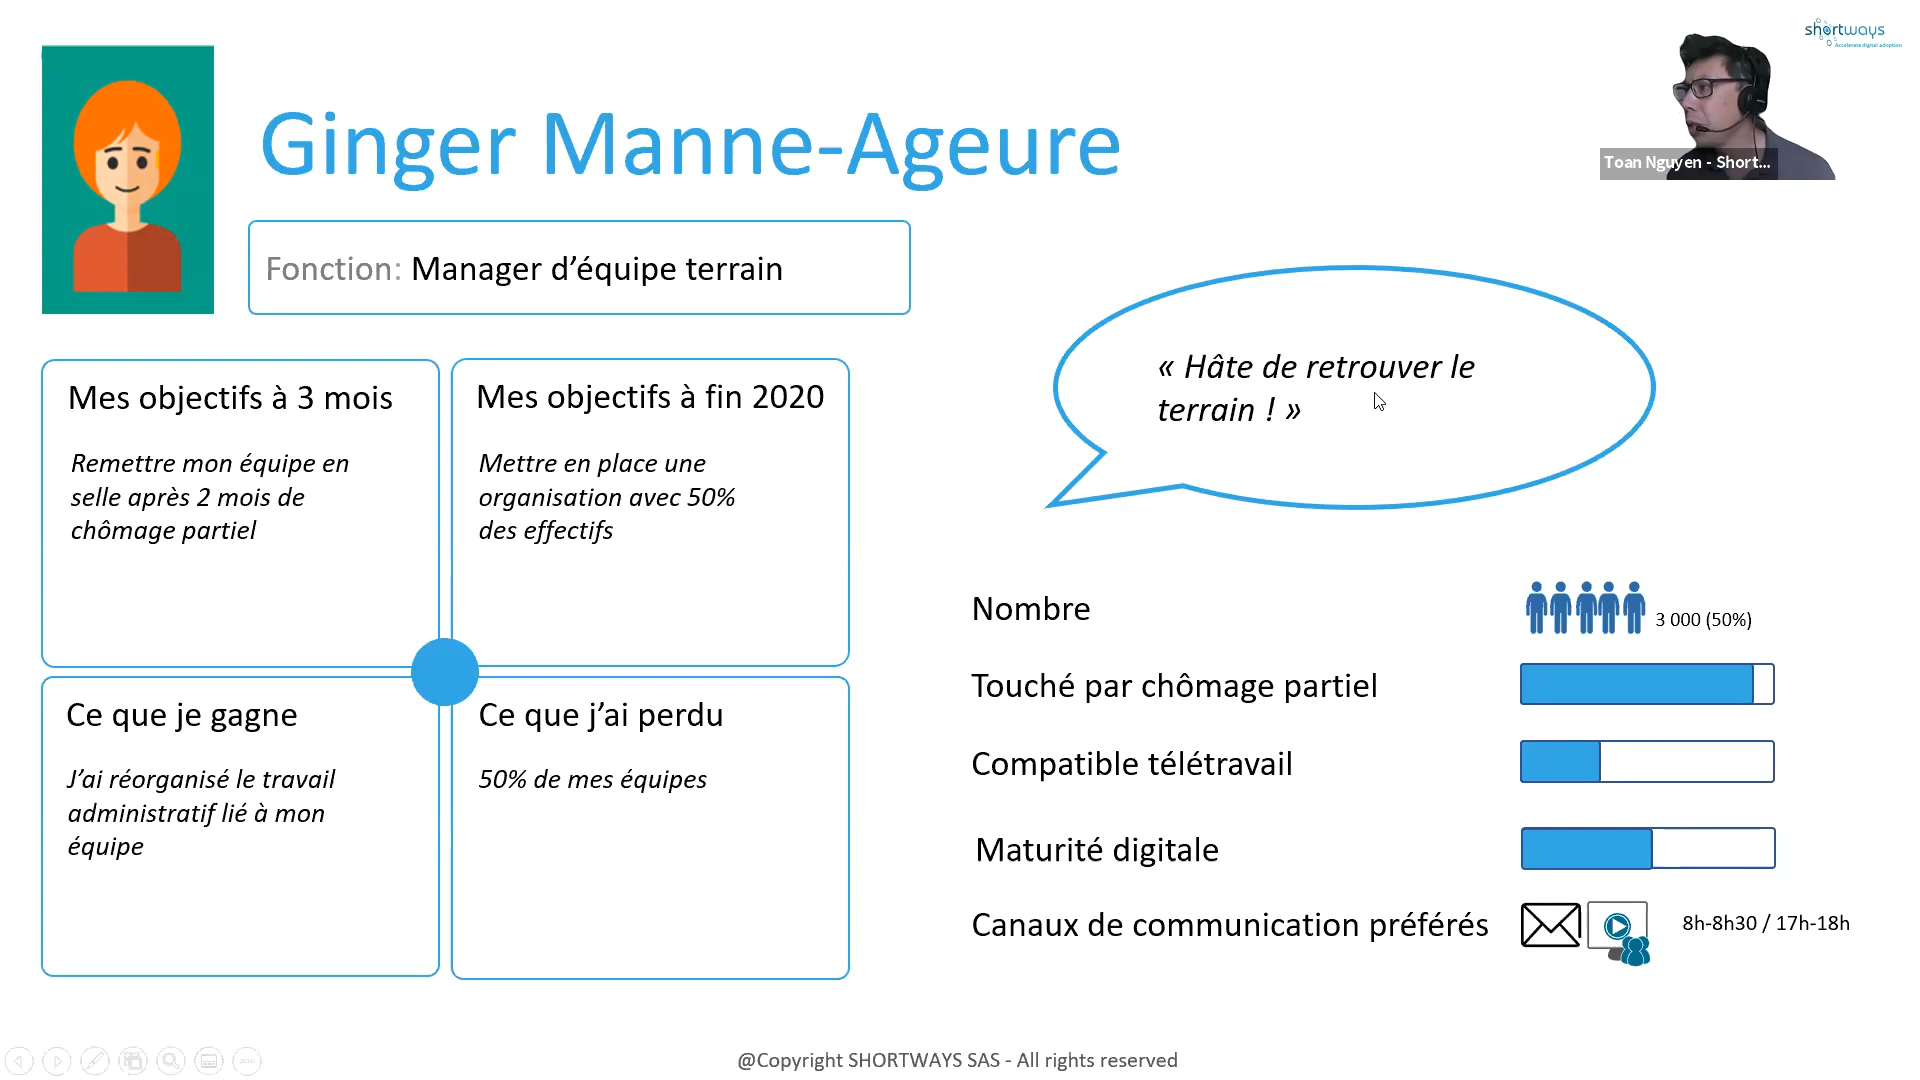 shortways
Accelerate digital adoption
Toan Nguyen - Short...
Ginger Manne-Ageure
Fonction: Manager d’équipe terrain
« Hâte de retrouver le
terrain ! »
Mes objectifs à 3 mois
Remettre mon équipe en
selle après 2 mois de
chômage partiel
Mes objectifs à fin 2020
Mettre en place une
organisation avec 50%
des effectifs
Ce que je gagne
J’ai réorganisé le travail
administratif lié à mon
équipe
Ce que j’ai perdu
50% de mes équipes
Nombre
3 000 (50%)
Touché par chômage partiel
Compatible télétravail
Maturité digitale
Canaux de communication préférés
8h-8h30 / 17h-18h
@Copyright SHORTWAYS SAS - All rights reserved